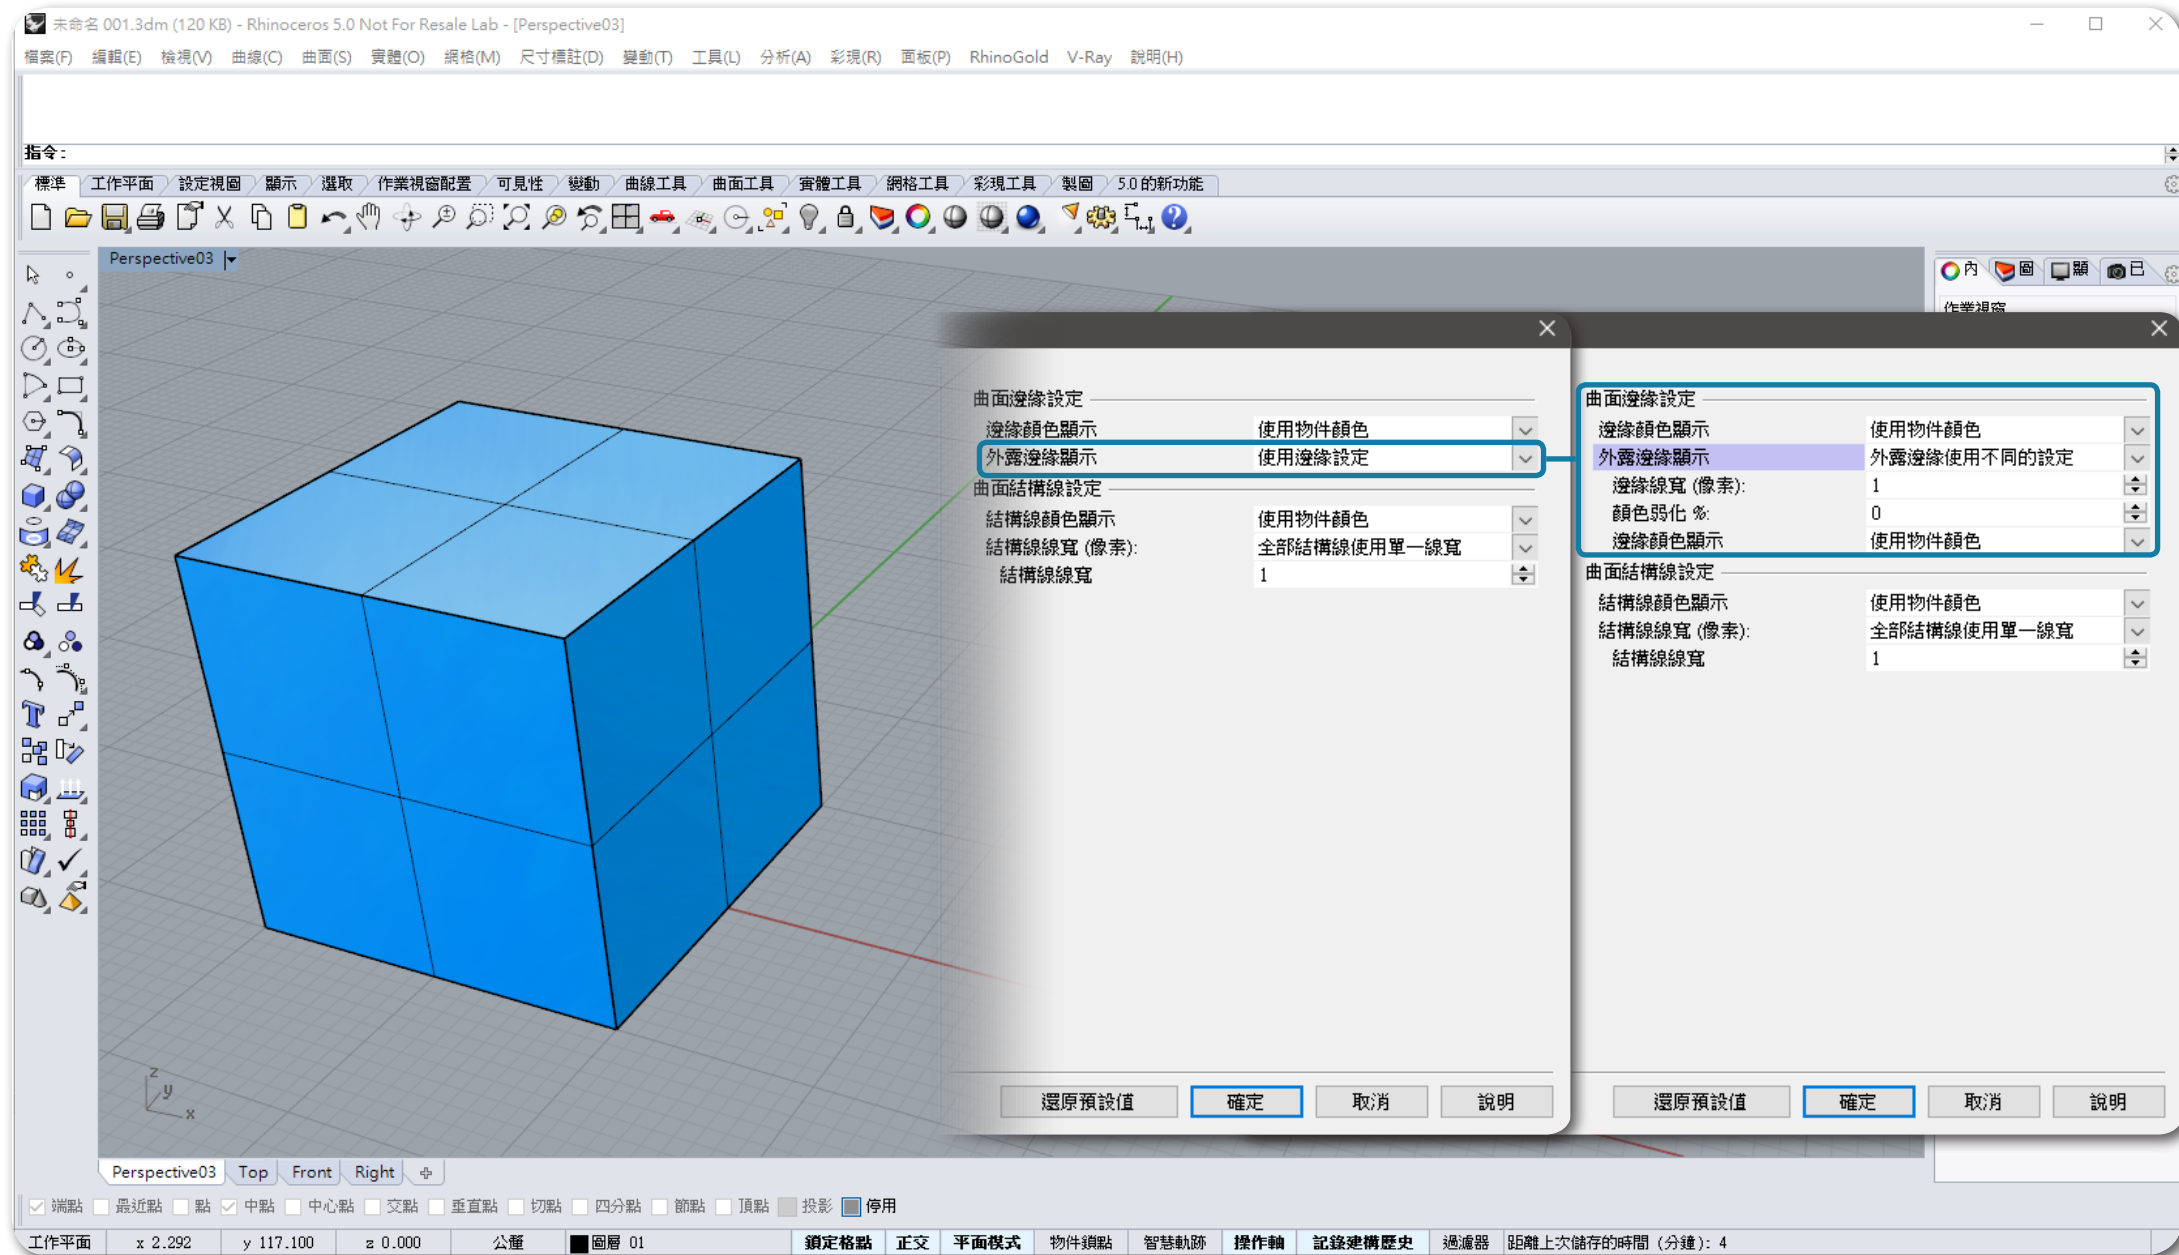 未命名 001.3dm (120 KB) - Rhinoceros 5.0 Not For Resale Lab - [Perspective03]
檔案(F) 編輯(E) 檢視(V) 曲線(C) 曲面(S) 實體(O) 網格(M) 尺寸標註(D) 變動(T) 工具(L) 分析(A) 彩現(R) 面板(P) RhinoGold V-Ray 說明(H)
指令:
標準 工作平面 設定視圖 顯示 選取 作業視窗配置 可見性 變動 曲線工具 曲面工具 實體工具 網格工具 彩現工具 製圖 5.0 的新功能
Perspective03
內 圖 顯 已
作業視窗
曲面邊緣設定
邊緣顏色顯示 使用物件顏色
外露邊緣顯示 使用邊緣設定
曲面結構線設定
結構線顏色顯示 使用物件顏色
結構線線寬 (像素): 全部結構線使用單一線寬
結構線線寬 1
還原預設值 確定 取消 說明
曲面邊緣設定
邊緣顏色顯示 使用物件顏色
外露邊緣顯示 外露邊緣使用不同的設定
邊緣線寬 (像素): 1
顏色弱化 %: 0
邊緣顏色顯示 使用物件顏色
曲面結構線設定
結構線顏色顯示 使用物件顏色
結構線線寬 (像素): 全部結構線使用單一線寬
結構線線寬 1
還原預設值 確定 取消 說明
z
y
x
Perspective03 Top Front Right
端點 最近點 點 中點 中心點 交點 垂直點 切點 四分點 節點 頂點 投影 停用
工作平面 x 2.292 y 117.100 z 0.000 公釐 圖層 01 鎖定格點 正交 平面模式 物件鎖點 智慧軌跡 操作軸 記錄建構歷史 過濾器 距離上次儲存的時間 (分鐘): 4